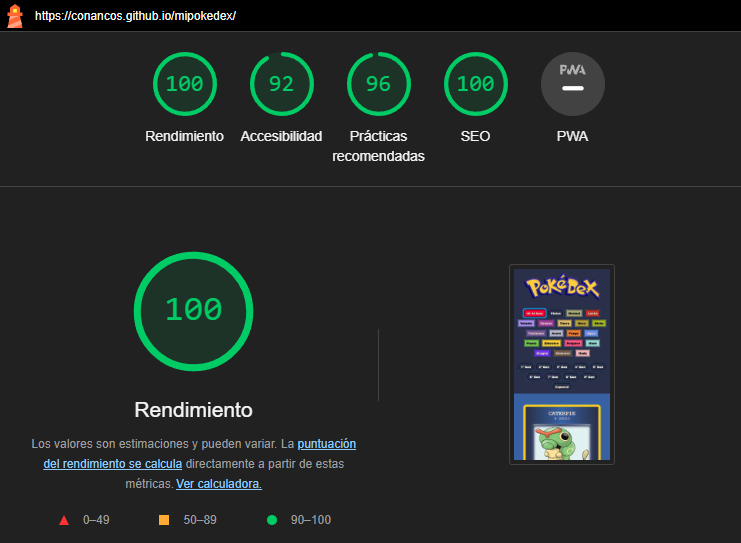 https://conancos.github.io/mipokedex/
100
92
96
100
PWA
Rendimiento
Accesibilidad
Prácticas
recomendadas
SEO
PWA
100
Rendimiento
Los valores son estimaciones y pueden variar. La puntuación
del rendimiento se calcula directamente a partir de estas
métricas. Ver calculadora.
0–49
50–89
90–100
PokéDex
CATERPIE